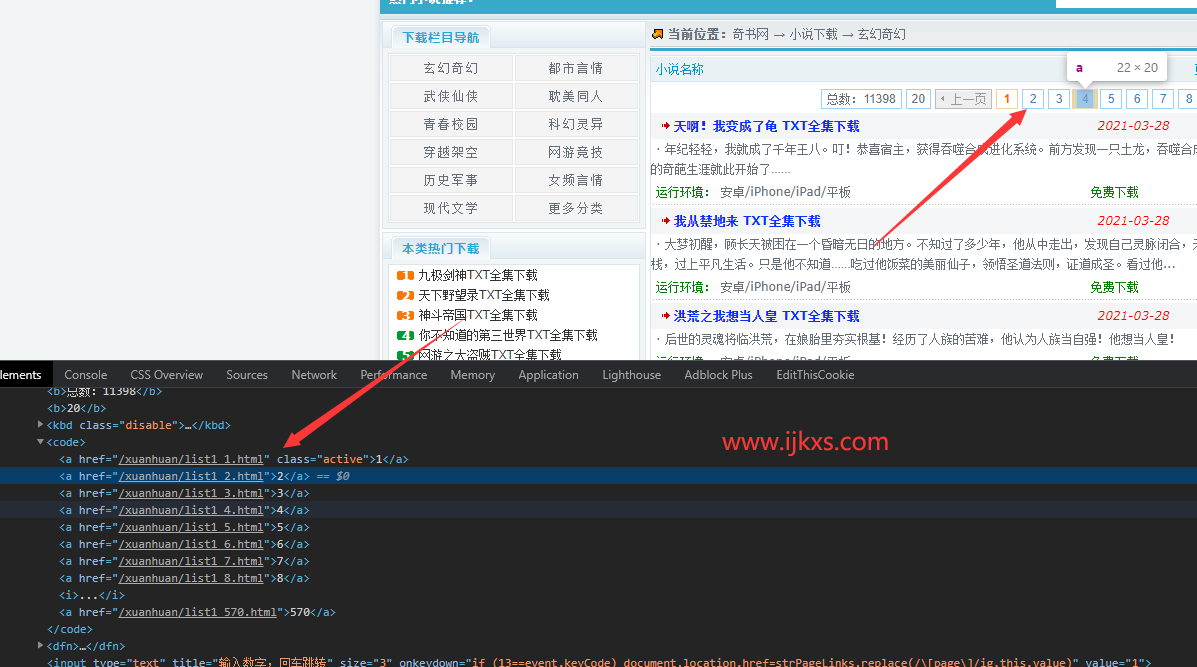 下载栏目导航
玄幻奇幻 都市言情
武侠仙侠 耽美同人
青春校园 科幻灵异
穿越架空 网游竞技
历史军事 女频言情
现代文学 更多分类
本类热门下载
1 九极剑神TXT全集下载
2 天下野望录TXT全集下载
3 神斗帝国TXT全集下载
4 你不知道的第三世界TXT全集下载
5 网游之大盗贼TXT全集下载
当前位置：奇书网 → 小说下载 → 玄幻奇幻
小说名称
a 22 × 20
总数：11398 20 上一页 1 2 3 4 5 6 7 8
天啊！我变成了龟 TXT全集下载 2021-03-28
· 年纪轻轻，我就成了千年王八。叮！恭喜宿主，获得吞噬合成进化系统。前方发现一只土龙，吞噬合成
的奇葩生涯就此开始了......
运行环境： 安卓/iPhone/iPad/平板 免费下载
我从禁地来 TXT全集下载 2021-03-28
· 大梦初醒，顾长天被困在一个昏暗无日的地方。不知过了多少年，他从中走出，发现自己灵脉闭合，天
栈，过上平凡生活。只是他不知道......吃过他饭菜的美丽仙子，领悟圣道法则，证道成圣。看过他...
运行环境： 安卓/iPhone/iPad/平板 免费下载
洪荒之我想当人皇 TXT全集下载 2021-03-28
· 后世的灵魂将临洪荒，在娘胎里夯实根基！经历了人族的苦难，他认为人族当自强！他想当人皇！
运行环境： 安卓/iPhone/iPad/平板 免费下载
lements Console CSS Overview Sources Network Performance Memory Application Lighthouse Adblock Plus EditThisCookie
<b>总数：11398</b>
<b>20</b>
<kbd class="disable">…</kbd>
<code>
<a href="/xuanhuan/list1_1.html" class="active">1</a>
<a href="/xuanhuan/list1_2.html">2</a> == $0
<a href="/xuanhuan/list1_3.html">3</a>
<a href="/xuanhuan/list1_4.html">4</a>
<a href="/xuanhuan/list1_5.html">5</a>
<a href="/xuanhuan/list1_6.html">6</a>
<a href="/xuanhuan/list1_7.html">7</a>
<a href="/xuanhuan/list1_8.html">8</a>
<i>...</i>
<a href="/xuanhuan/list1_570.html">570</a>
</code>
<dfn>…</dfn>
<input type="text" title="输入数字，回车跳转" size="3" onkeydown="if (13==event.keyCode) document.location.href=strPageLinks.replace(/\[page\]/ig,this.value)" value="1">
www.ijkxs.com